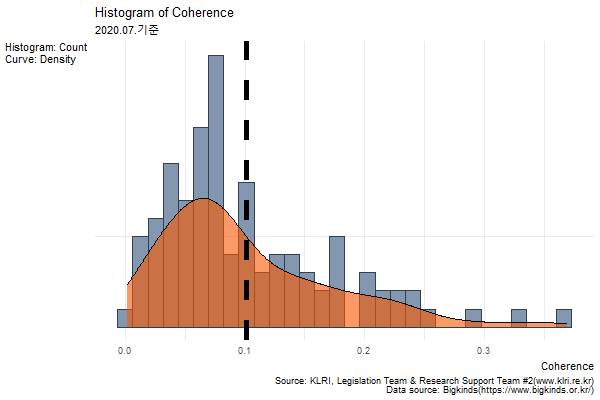 Histogram of Coherence
2020.07.기준
Histogram: Count
Curve: Density
0.0
0.1
0.2
0.3
Coherence
Source: KLRI, Legislation Team & Research Support Team #2(www.klri.re.kr)
Data source: Bigkinds(https://www.bigkinds.or.kr/)